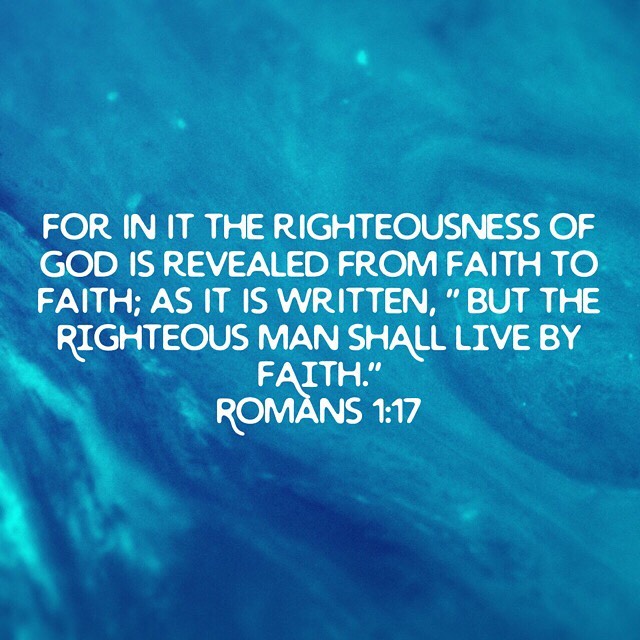 FOR IN IT THE RIGHTEOUSNESS OF
GOD IS REVEALED FROM FAITH TO
FAITH; AS IT IS WRITTEN, " BUT THE
RIGHTEOUS MAN SHALL LIVE BY
FAITH."
ROMANS 1:17